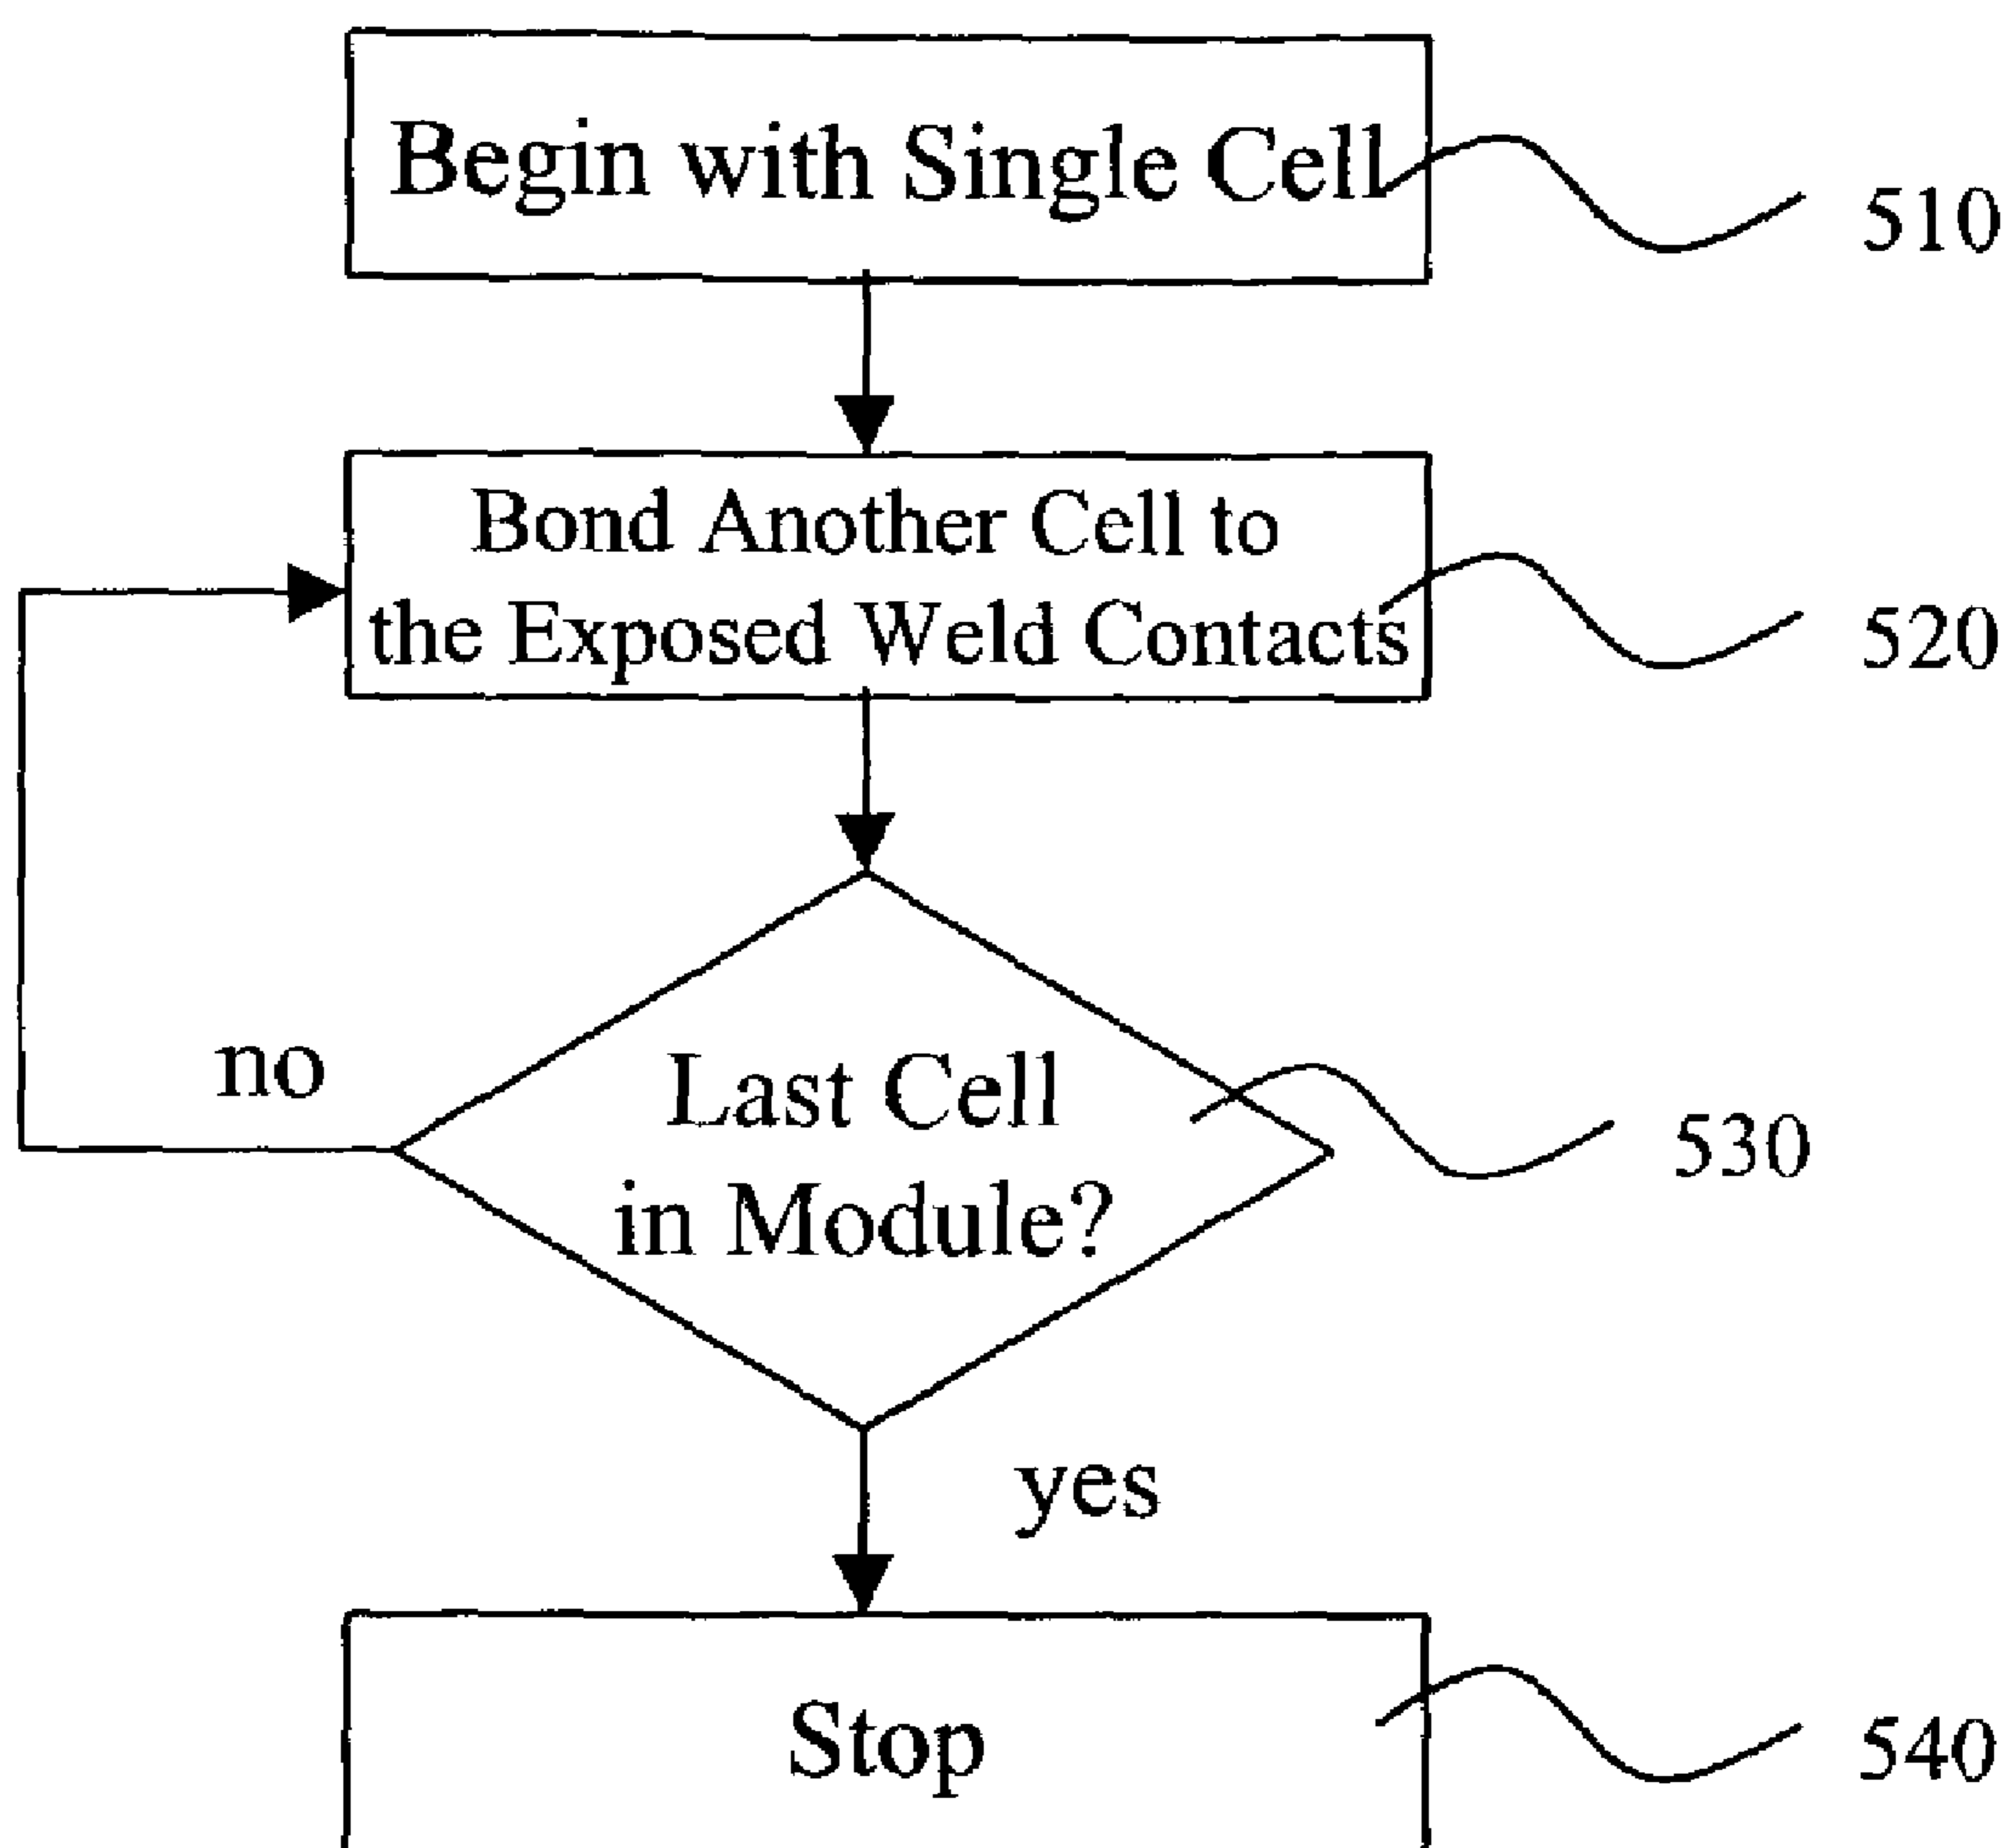 Begin with Single Cell
510
Bond Another Cell to
the Exposed Weld Contacts
520
no
Last Cell
in Module?
530
yes
Stop
540